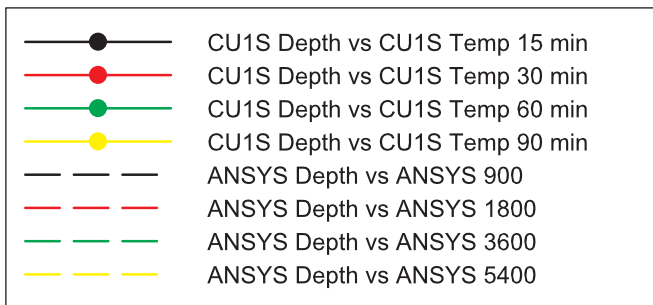 CU1S Depth vs CU1S Temp 15 min
CU1S Depth vs CU1S Temp 30 min
CU1S Depth vs CU1S Temp 60 min
CU1S Depth vs CU1S Temp 90 min
ANSYS Depth vs ANSYS 900
ANSYS Depth vs ANSYS 1800
ANSYS Depth vs ANSYS 3600
ANSYS Depth vs ANSYS 5400